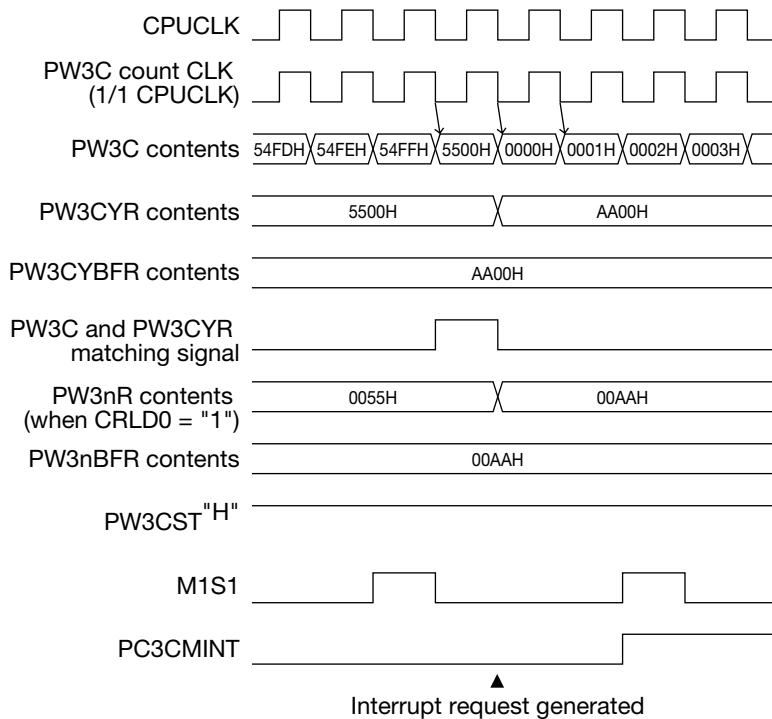 CPUCLK
PW3C count CLK
(1/1 CPUCLK)
PW3C contents 54FDH 54FEH 54FFH 5500H 0000H 0001H 0002H 0003H
PW3CYR contents 5500H AA00H
PW3CYBFR contents AA00H
PW3C and PW3CYR
matching signal
PW3nR contents 0055H 00AAH
(when CRLD0 = "1")
PW3nBFR contents 00AAH
PW3CST "H"
M1S1
PC3CMINT
Interrupt request generated